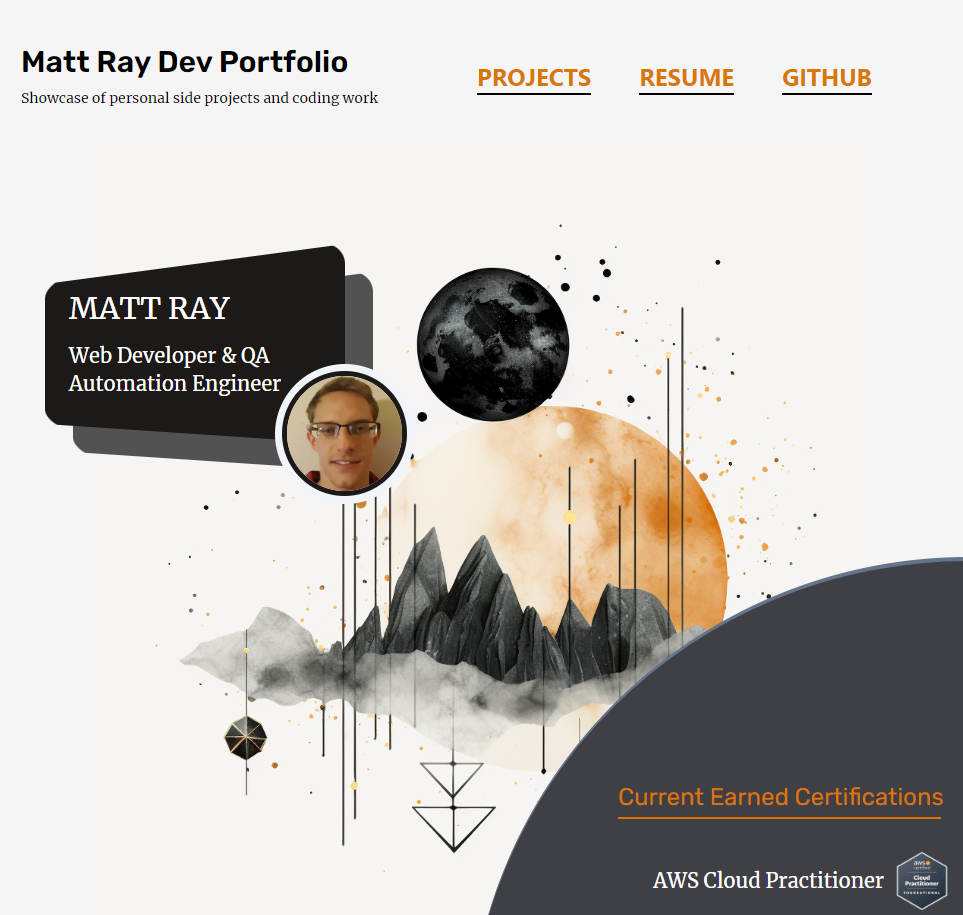 Matt Ray Dev Portfolio
Showcase of personal side projects and coding work
PROJECTS
RESUME
GITHUB
MATT RAY
Web Developer & QA
Automation Engineer
Current Earned Certifications
AWS Cloud Practitioner
aws
certified
Cloud
Practitioner
FOUNDATIONAL